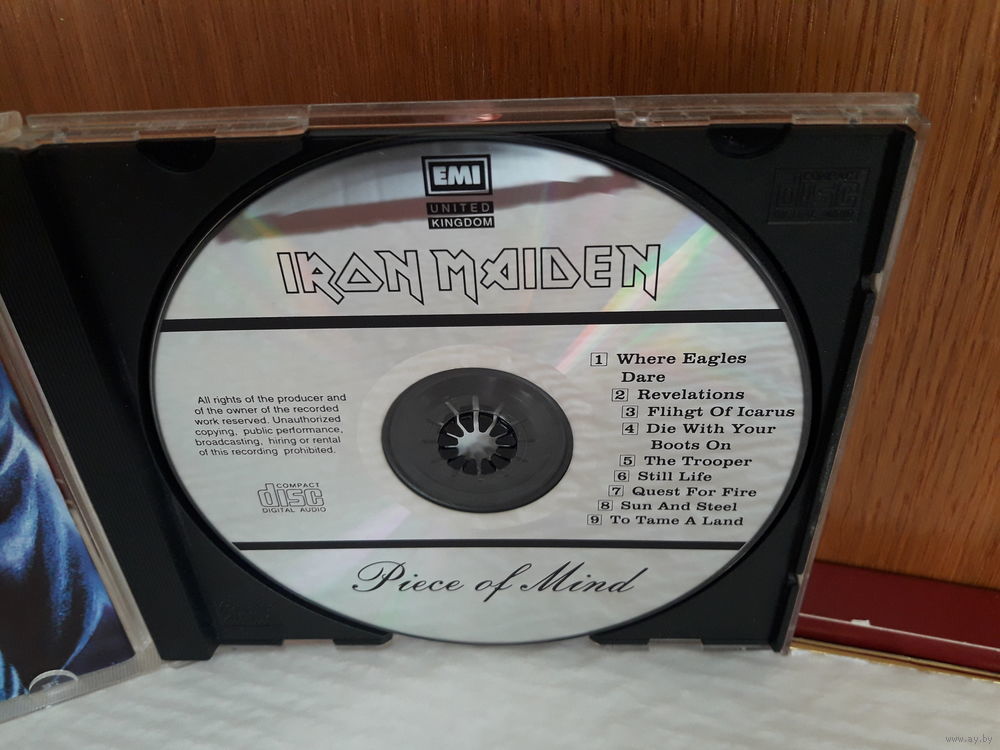 EMI
UNITED
KINGDOM
IRON MAIDEN
All rights of the producer and
of the owner of the recorded
work reserved. Unauthorized
copying, public performance,
broadcasting, hiring or rental
of this recording prohibited.
COMPACT
disc
DIGITAL AUDIO
1 Where Eagles
Dare
2 Revelations
3 Flihgt Of Icarus
4 Die With Your
Boots On
5 The Trooper
6 Still Life
7 Quest For Fire
8 Sun And Steel
9 To Tame A Land
Piece of Mind
COMPACT
disc
www.ay.by